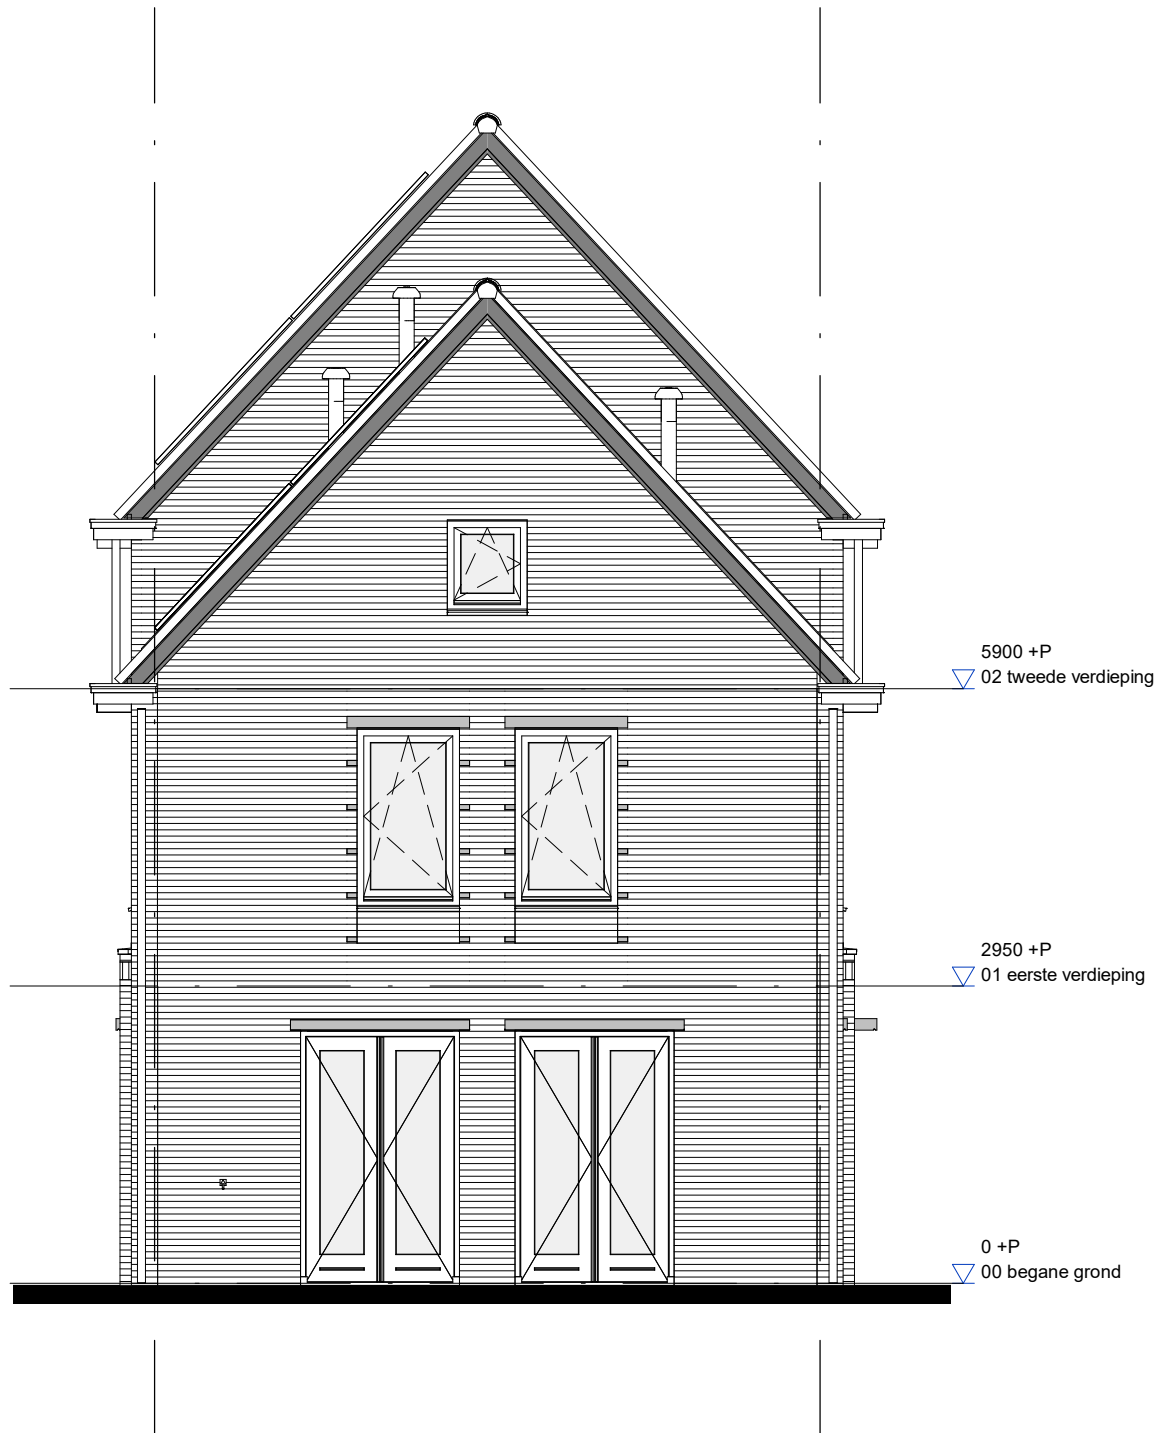 5900 +P
02 tweede verdieping
2950 +P
01 eerste verdieping
0 +P
00 begane grond